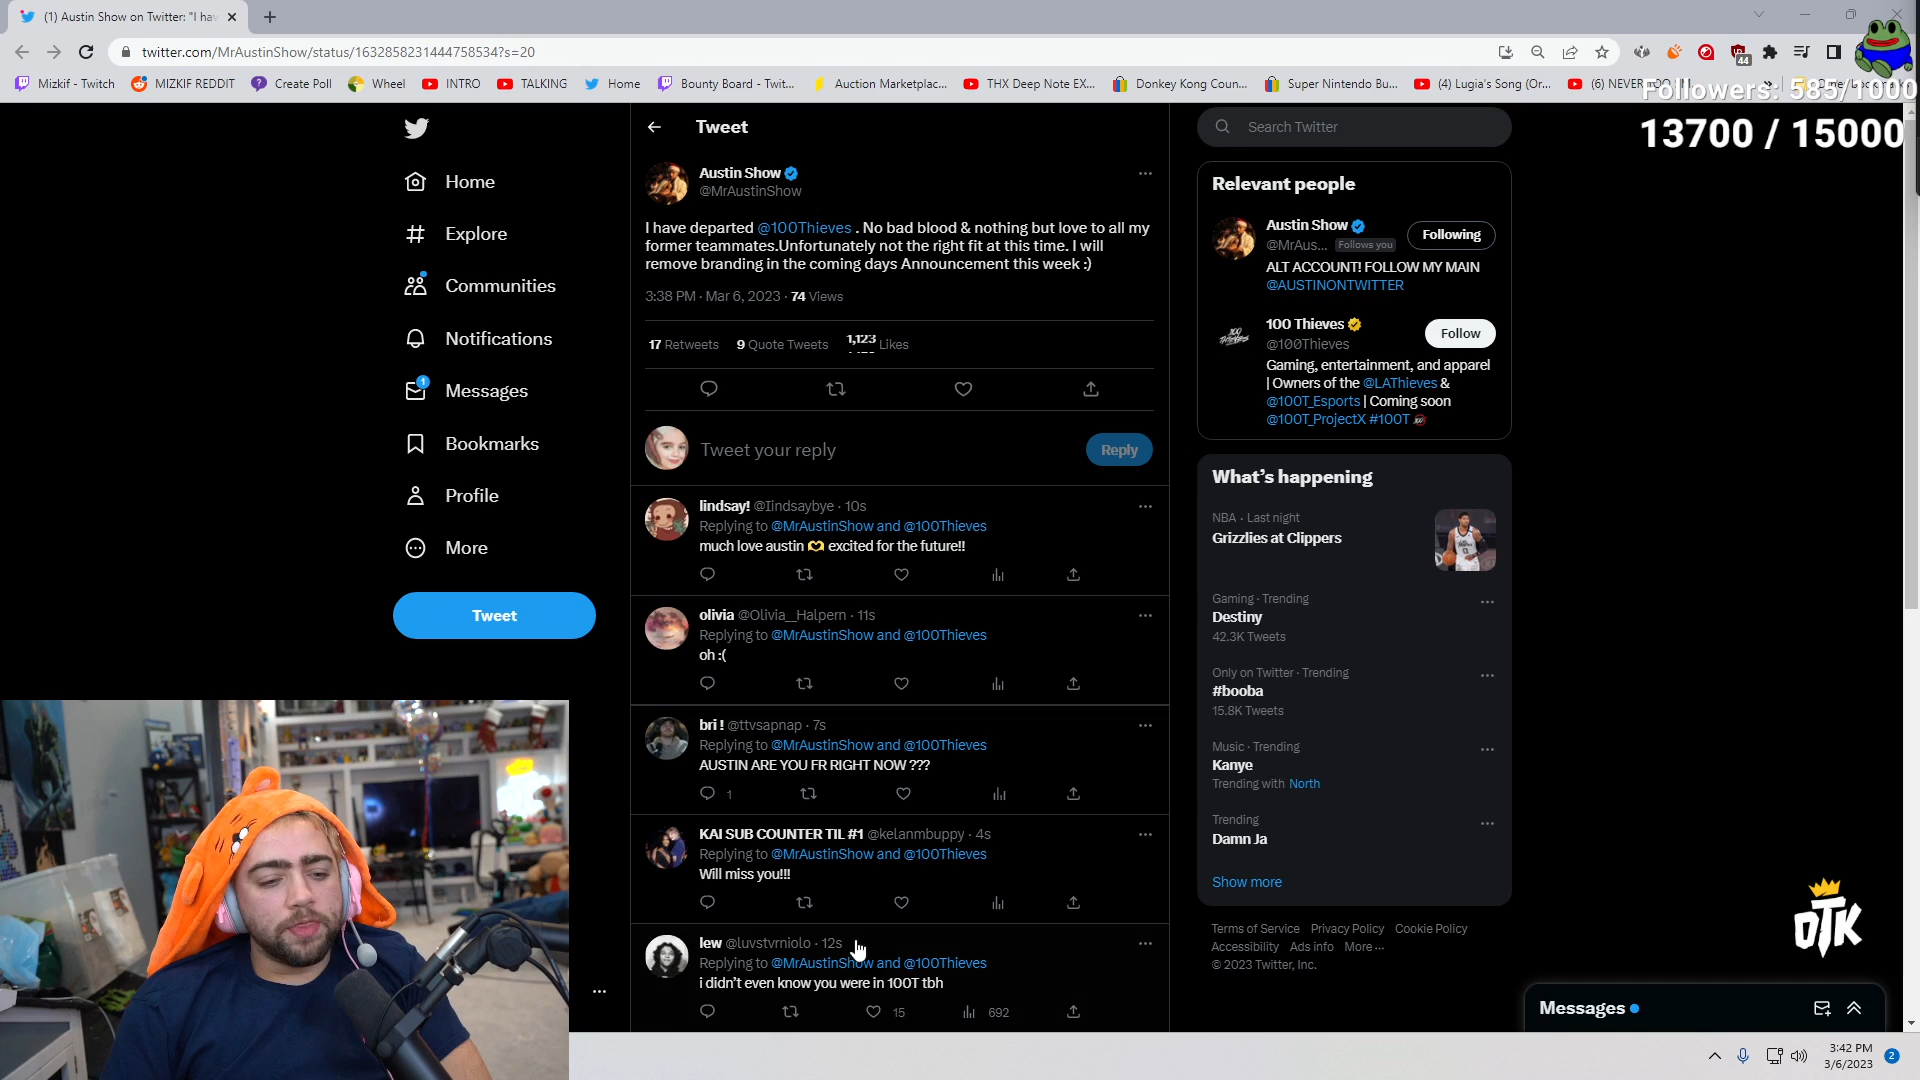 (1) Austin Show on Twitter: "I hav
twitter.com/MrAustinShow/status/1632858231444758534?s=20
Mizkif - Twitch
MIZKIF REDDIT
Create Poll
Wheel
INTRO
TALKING
Home
Bounty Board - Twit...
Auction Marketplac...
THX Deep Note EX...
Donkey Kong Coun...
Super Nintendo Bu...
(4) Lugia's Song (Or...
44
Followers: 585/1000
13700 / 15000
Home
Explore
Communities
Notifications
1
Messages
Bookmarks
Profile
More
Tweet
Tweet
Austin Show
@MrAustinShow
I have departed @100Thieves . No bad blood & nothing but love to all my
former teammates.Unfortunately not the right fit at this time. I will
remove branding in the coming days Announcement this week :)
3:38 PM · Mar 6, 2023 · 74 Views
17 Retweets 9 Quote Tweets 1,123 Likes
Tweet your reply
Reply
lindsay! @lindsaybye · 10s
Replying to @MrAustinShow and @100Thieves
much love austin 🫶 excited for the future!!
olivia @Olivia__Halpern · 11s
Replying to @MrAustinShow and @100Thieves
oh :(
bri ! @ttvsapnap · 7s
Replying to @MrAustinShow and @100Thieves
AUSTIN ARE YOU FR RIGHT NOW ???
1
KAI SUB COUNTER TIL #1 @kelanmbuppy · 4s
Replying to @MrAustinShow and @100Thieves
Will miss you!!!
lew @luvstvrniolo · 12s
Replying to @MrAustinShow and @100Thieves
i didn't even know you were in 100T tbh
15 692
Search Twitter
Relevant people
Austin Show
@MrAus... Follows you
Following
ALT ACCOUNT! FOLLOW MY MAIN
@AUSTINONTWITTER
100 THIEVES
100 Thieves
@100Thieves
Follow
Gaming, entertainment, and apparel
| Owners of the @LAThieves &
@100T_Esports | Coming soon
@100T_ProjectX #100T
What's happening
NBA · Last night
Grizzlies at Clippers
Gaming · Trending
Destiny
42.3K Tweets
Only on Twitter · Trending
#booba
15.8K Tweets
Music · Trending
Kanye
Trending with North
Trending
Damn Ja
Show more
Terms of Service Privacy Policy Cookie Policy
Accessibility Ads info More ...
© 2023 Twitter, Inc.
OTK
Messages
3:42 PM
3/6/2023
2